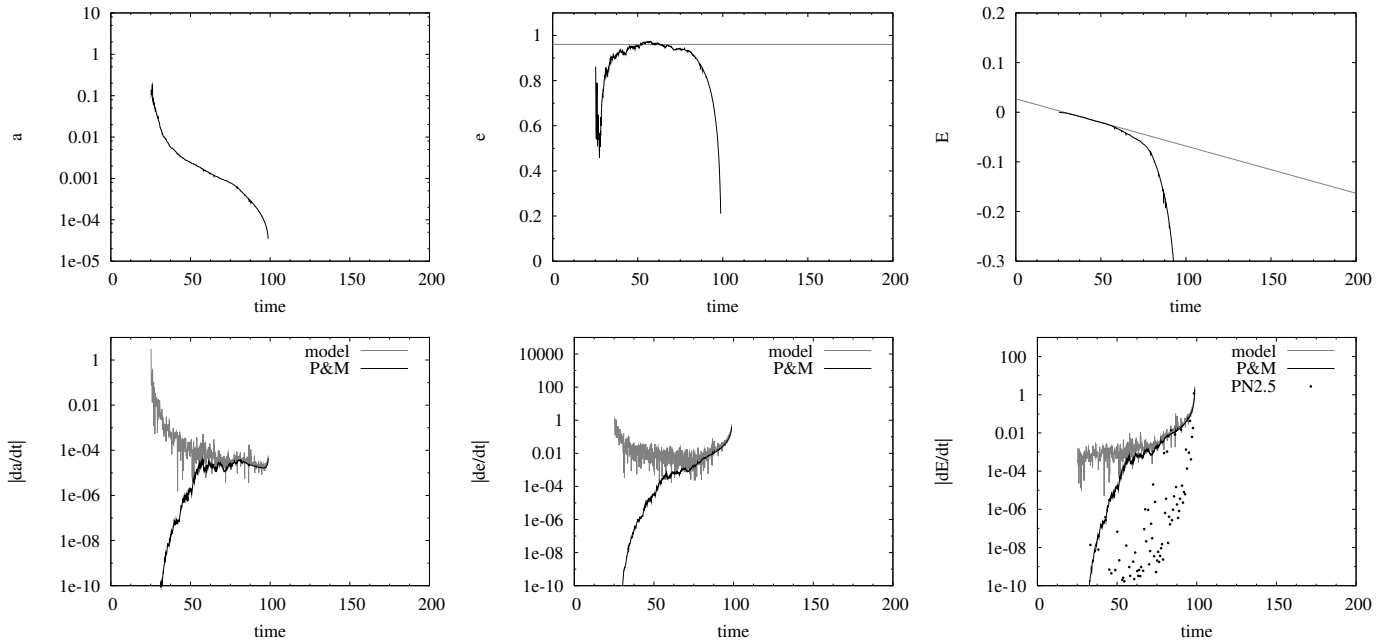 10
1
0.1
0.01
0.001
1e-04
1e-05
a
0 50 100 150 200
time
1
0.8
0.6
0.4
0.2
0
e
0 50 100 150 200
time
0.2
0.1
0
-0.1
-0.2
-0.3
E
0 50 100 150 200
time
1
0.01
1e-04
1e-06
1e-08
1e-10
|da/dt|
model
P&M
0 50 100 150 200
time
10000
100
1
0.01
1e-04
1e-06
1e-08
1e-10
|de/dt|
model
P&M
0 50 100 150 200
time
100
1
0.01
1e-04
1e-06
1e-08
1e-10
|dE/dt|
model
P&M
PN2.5
0 50 100 150 200
time